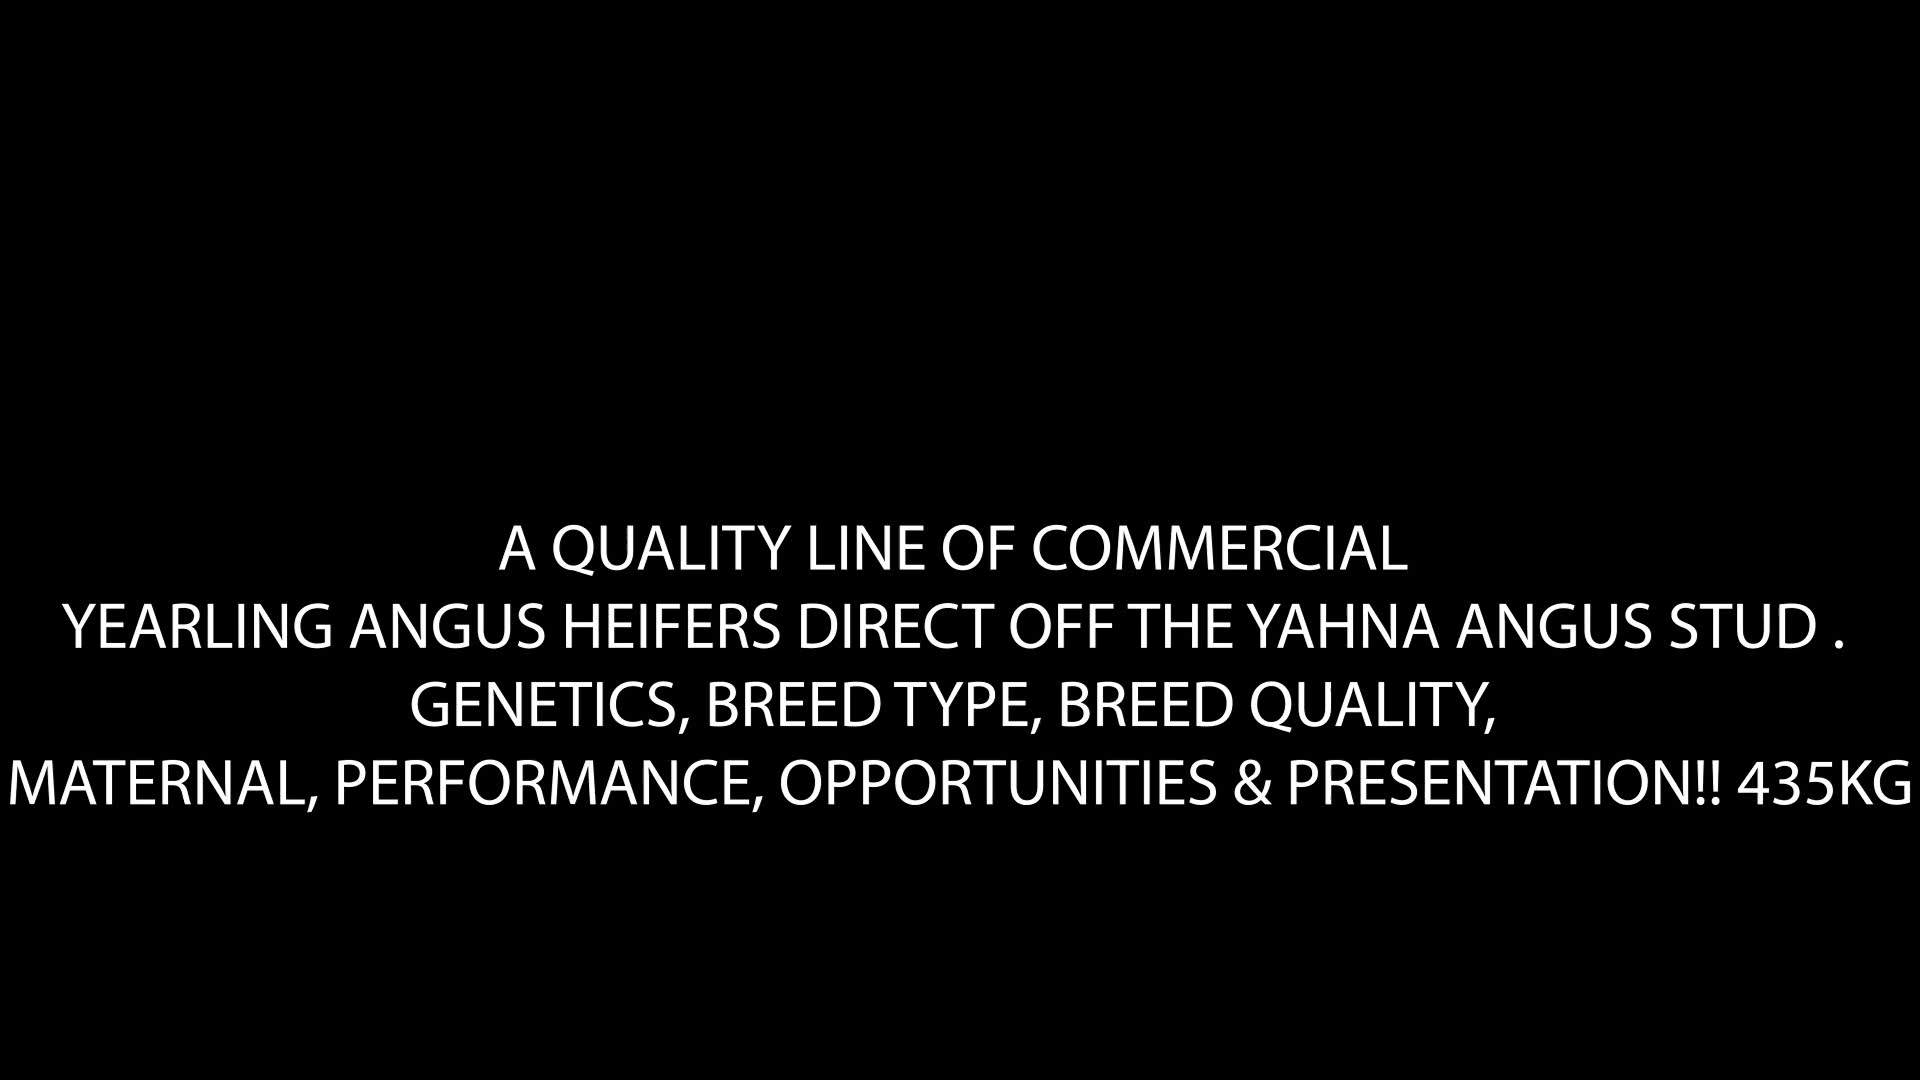 A QUALITY LINE OF COMMERCIAL
YEARLING ANGUS HEIFERS DIRECT OFF THE YAHNA ANGUS STUD .
GENETICS, BREED TYPE, BREED QUALITY,
MATERNAL, PERFORMANCE, OPPORTUNITIES & PRESENTATION!! 435KG